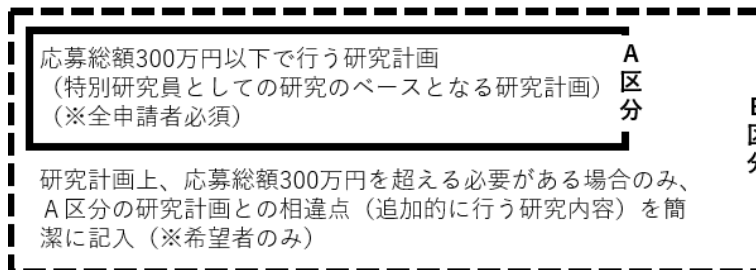 応募総額300万円以下で行う研究計画
（特別研究員としての研究のベースとなる研究計画）
（※全申請者必須）
A区分
研究計画上、応募総額300万円を超える必要がある場合のみ、
Ａ区分の研究計画との相違点（追加的に行う研究内容）を簡
潔に記入（※希望者のみ）